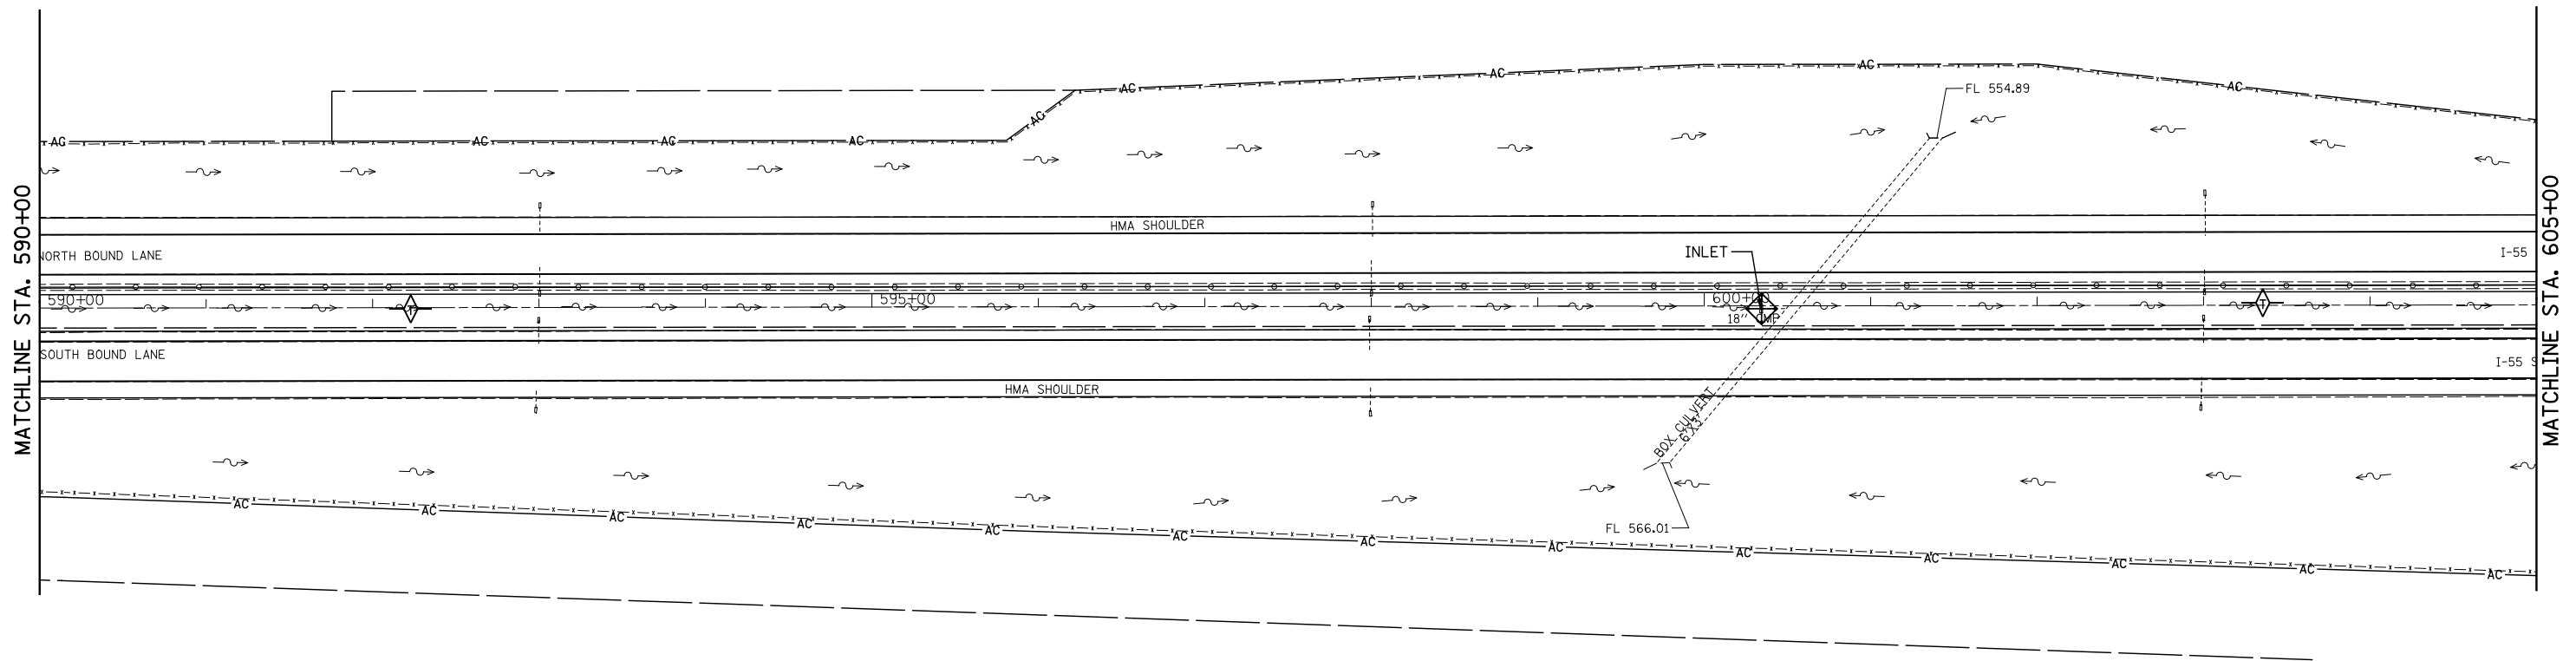 MATCHLINE STA. 590+00
AC
AC
AC
AC
AC
AC
AC
AC
AC
FL 554.89
HMA SHOULDER
NORTH BOUND LANE
INLET
I-55
590+00
595+00
600+00
T
T
18" CMP
SOUTH BOUND LANE
I-55 S
HMA SHOULDER
BOX CULVERT
6'X3'
FL 566.01
AC
AC
AC
AC
AC
AC
AC
AC
AC
AC
AC
AC
AC
MATCHLINE STA. 605+00